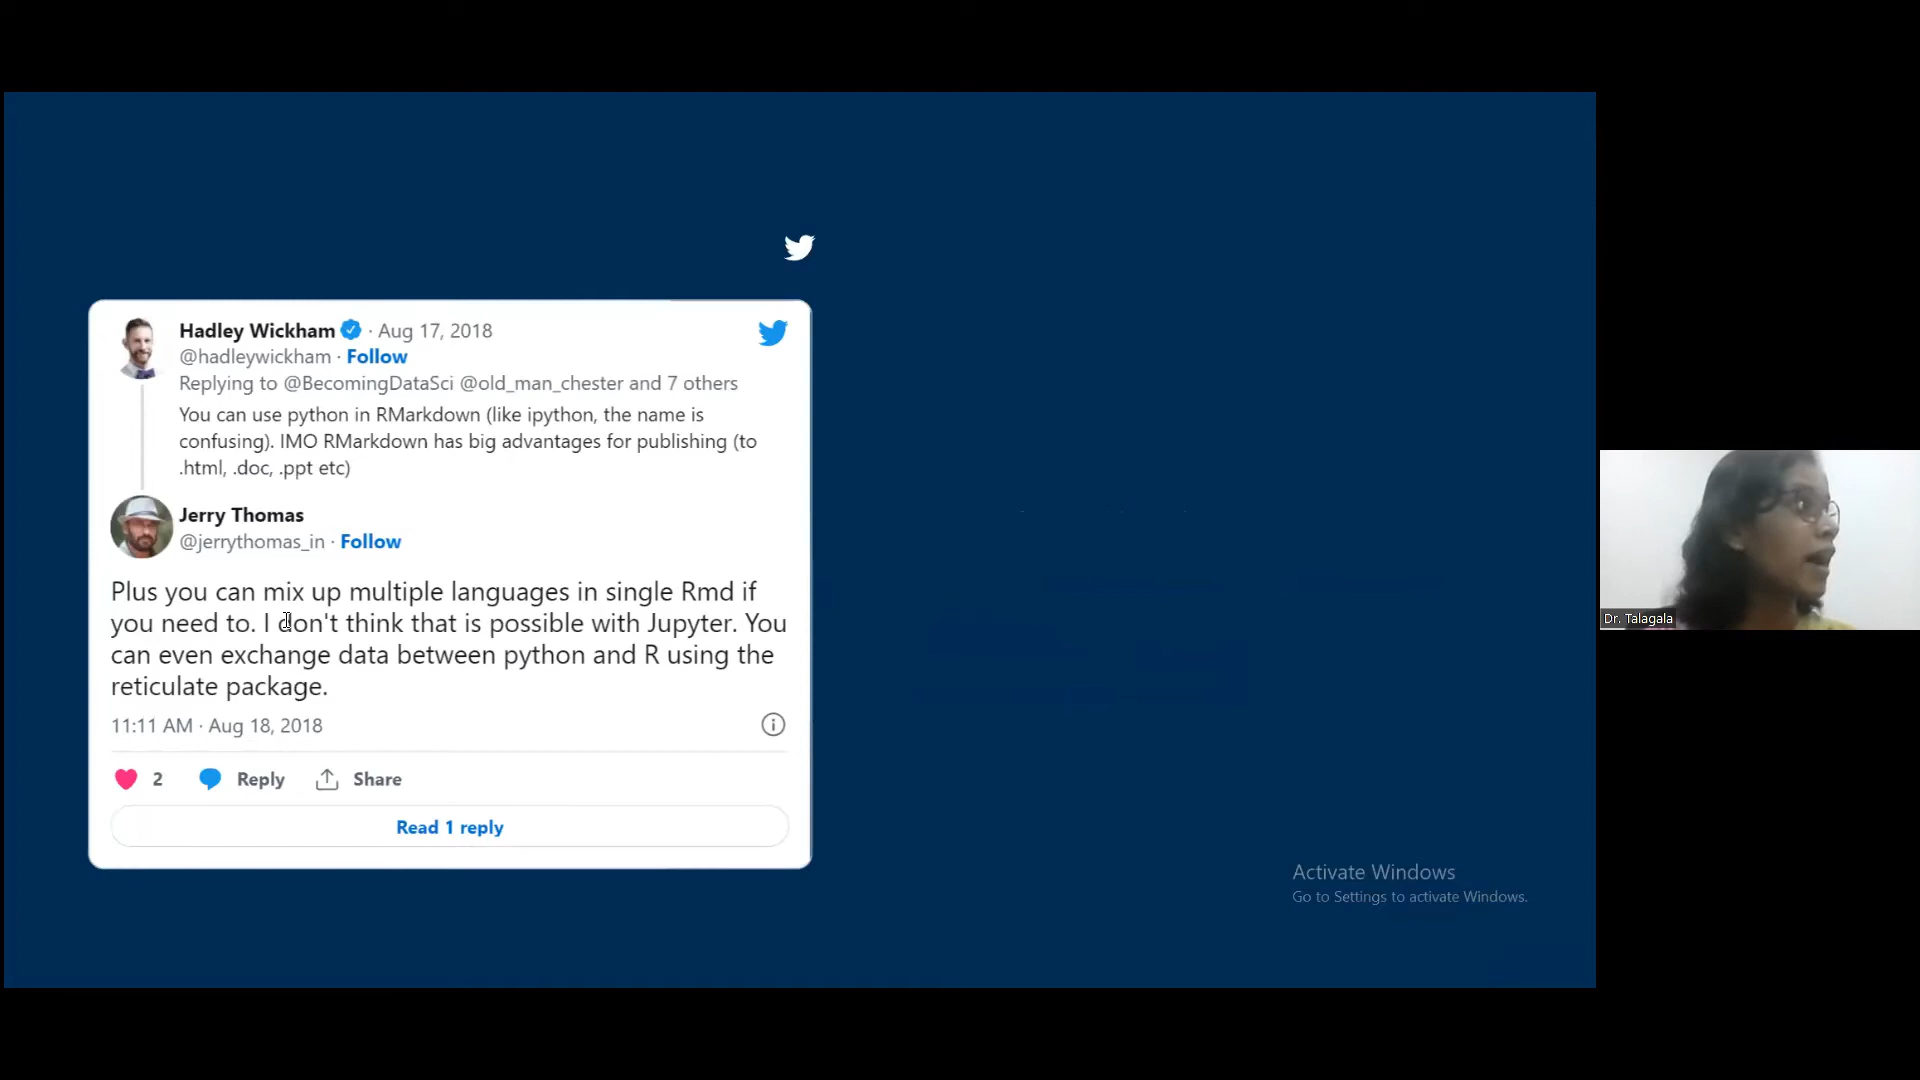 Hadley Wickham · Aug 17, 2018
@hadleywickham · Follow
Replying to @BecomingDataSci @old_man_chester and 7 others
You can use python in RMarkdown (like ipython, the name is
confusing). IMO RMarkdown has big advantages for publishing (to
.html, .doc, .ppt etc)
Jerry Thomas
@jerrythomas_in · Follow
Plus you can mix up multiple languages in single Rmd if
you need to. I don't think that is possible with Jupyter. You
can even exchange data between python and R using the
reticulate package.
11:11 AM · Aug 18, 2018
2 Reply Share
Read 1 reply
Activate Windows
Go to Settings to activate Windows.
Dr. Talagala